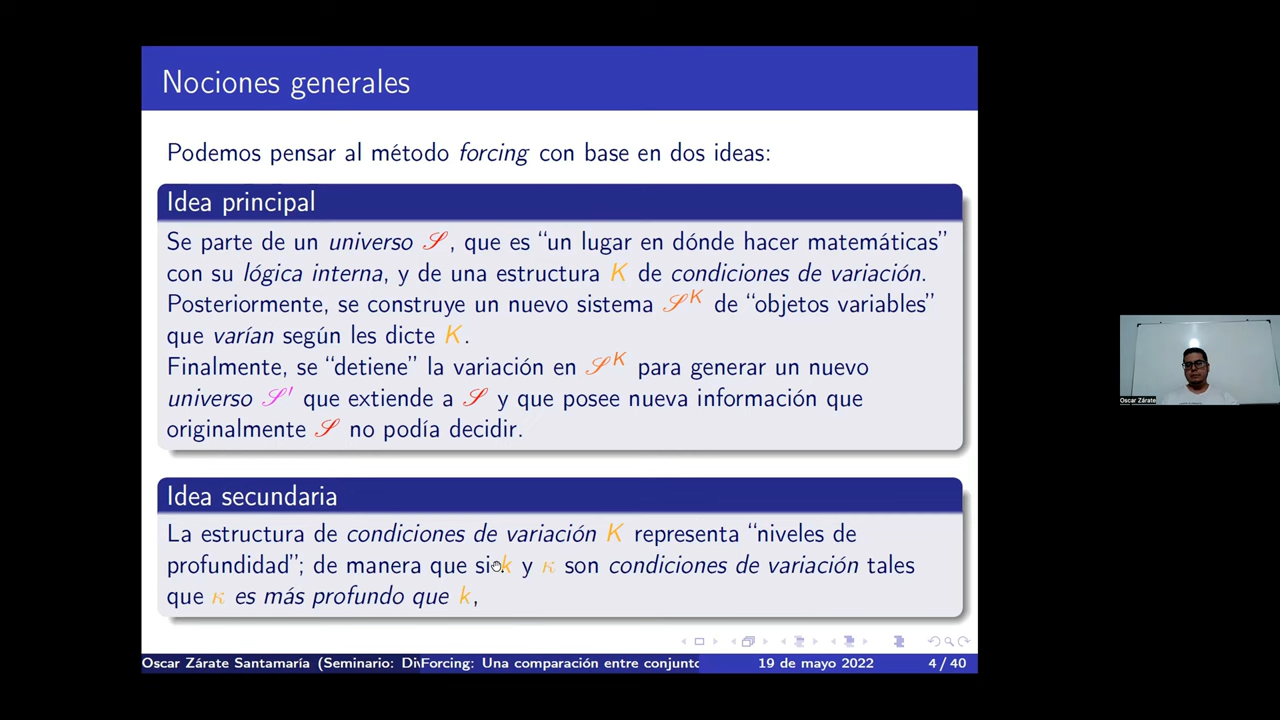 Nociones generales
Podemos pensar al método forcing con base en dos ideas:
Idea principal
Se parte de un universo 𝒮, que es “un lugar en dónde hacer matemáticas”
con su lógica interna, y de una estructura K de condiciones de variación.
Posteriormente, se construye un nuevo sistema 𝒮^K de “objetos variables”
que varían según les dicte K.
Finalmente, se “detiene” la variación en 𝒮^K para generar un nuevo
universo 𝒮′ que extiende a 𝒮 y que posee nueva información que
originalmente 𝒮 no podía decidir.
Idea secundaria
La estructura de condiciones de variación K representa “niveles de
profundidad”; de manera que si k y κ son condiciones de variación tales
que κ es más profundo que k,
Oscar Zárate Santamaría (Seminario: Di Forcing: Una comparación entre conjunto 19 de mayo 2022 4 / 40
Oscar Zárate